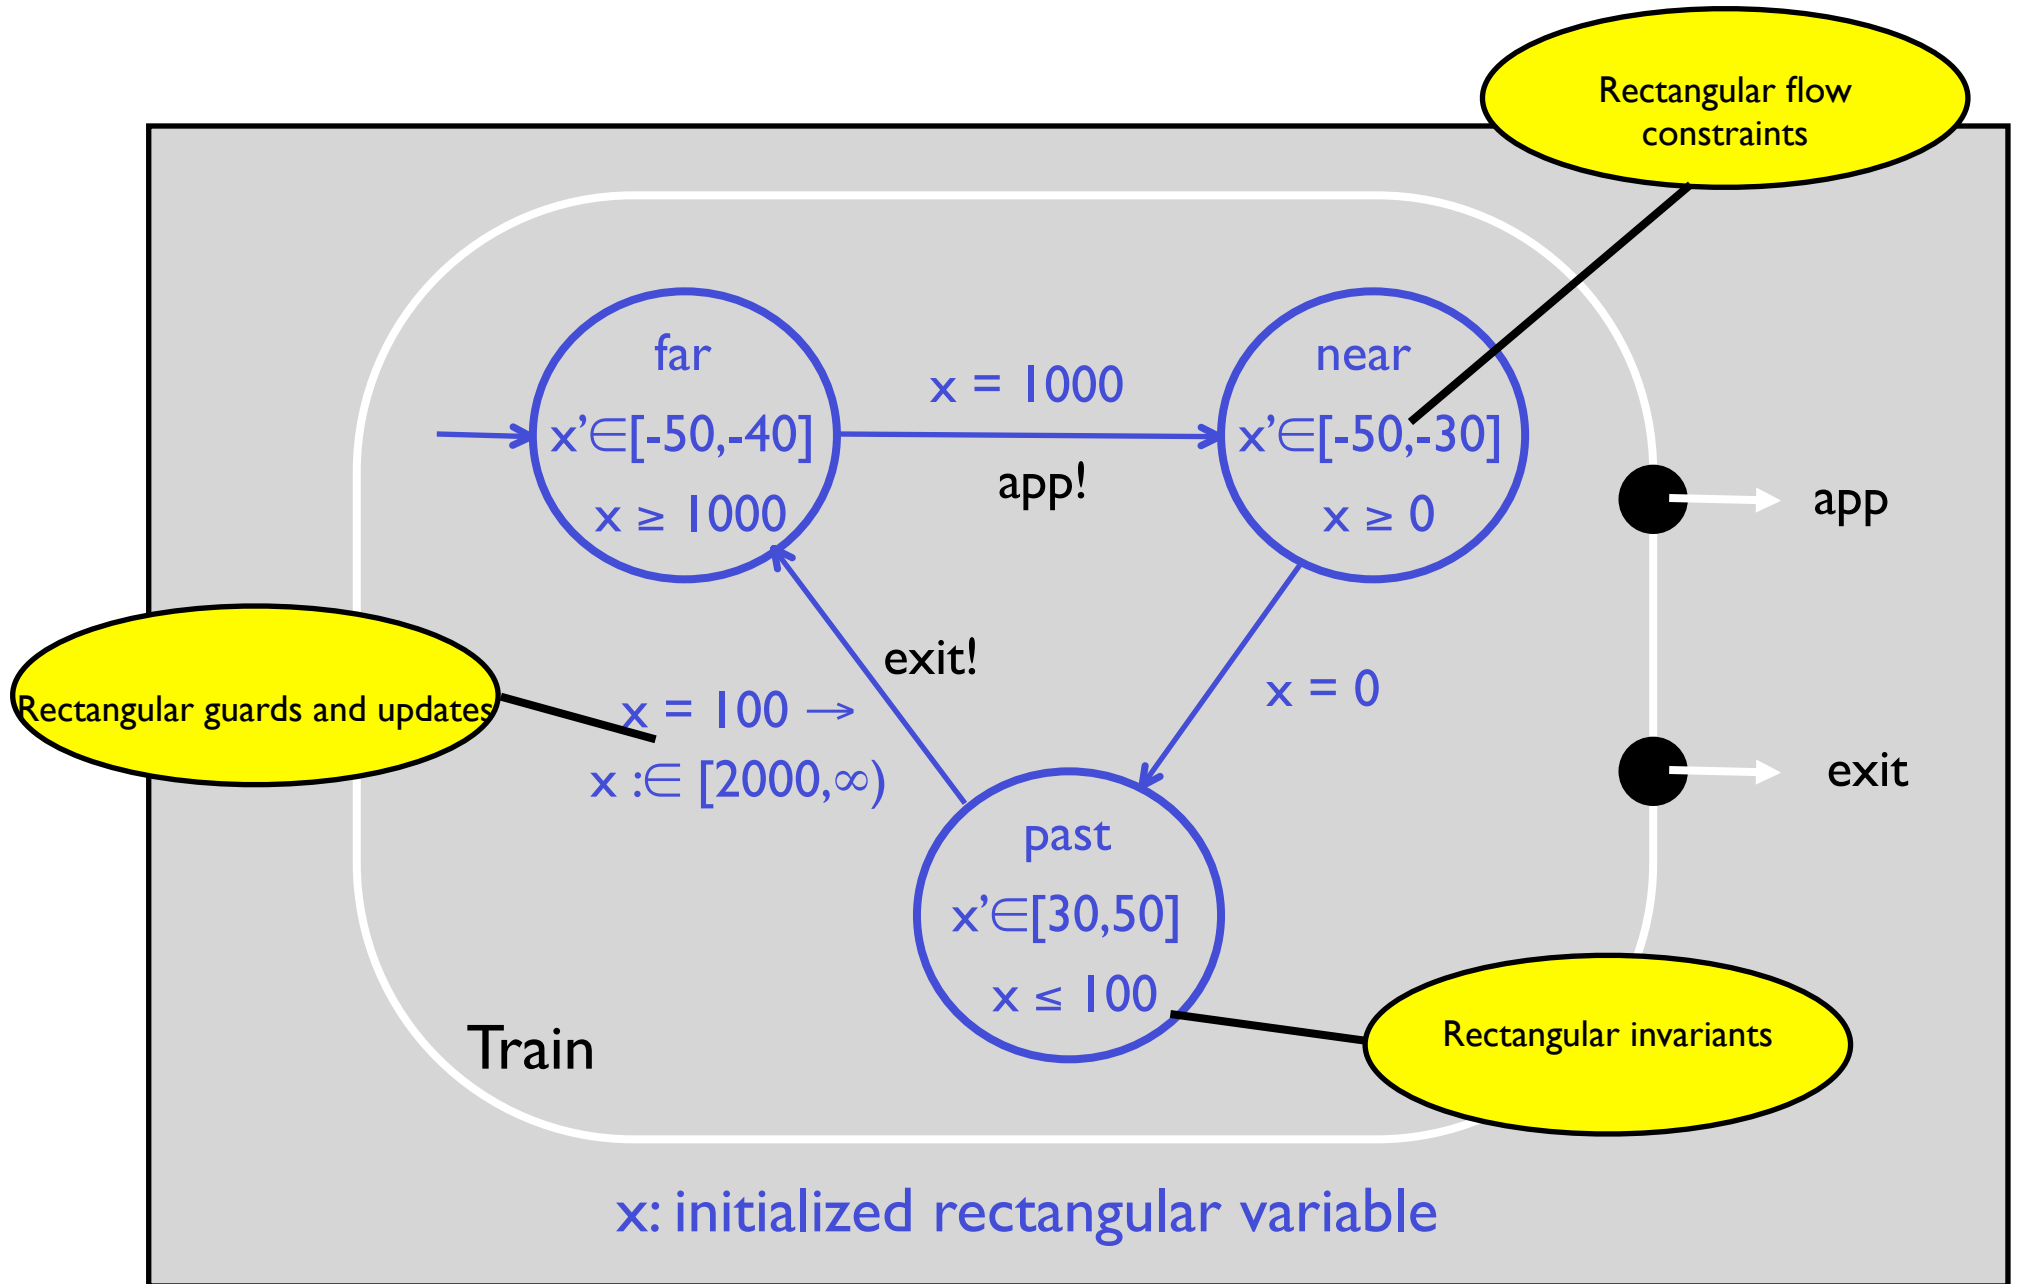 Rectangular flow
constraints
far
x'∈[-50,-40]
x ≥ 1000
x = 1000
app!
near
x'∈[-50,-30]
x ≥ 0
app
exit!
x = 0
Rectangular guards and updates
x = 100 →
x :∈ [2000,∞)
exit
past
x'∈[30,50]
x ≤ 100
Train
Rectangular invariants
x: initialized rectangular variable